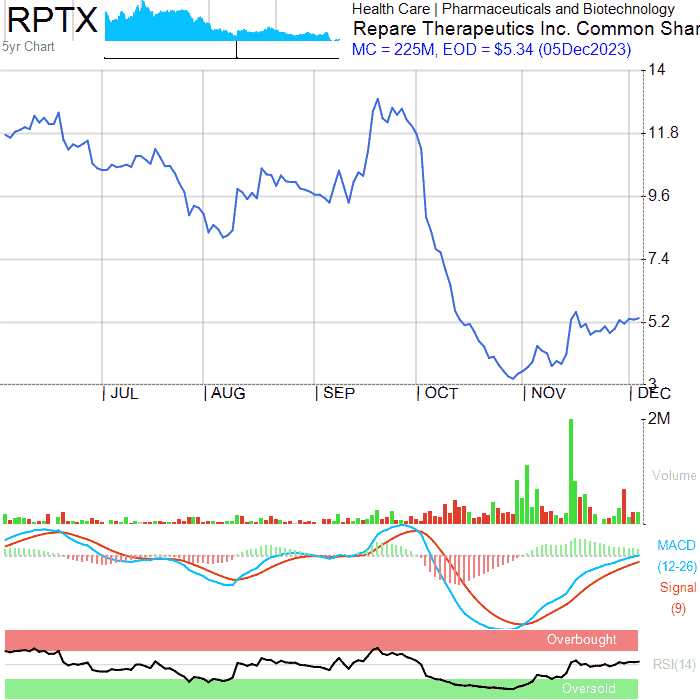 RPTX
5yr Chart
Health Care | Pharmaceuticals and Biotechnology
Repare Therapeutics Inc. Common Shar
MC = 225M, EOD = $5.34 (05Dec2023)
14
11.8
9.6
7.4
5.2
3
JUL AUG SEP OCT NOV DEC
2M
Volume
MACD
(12-26)
Signal
(9)
Overbought
RSI(14)
Oversold